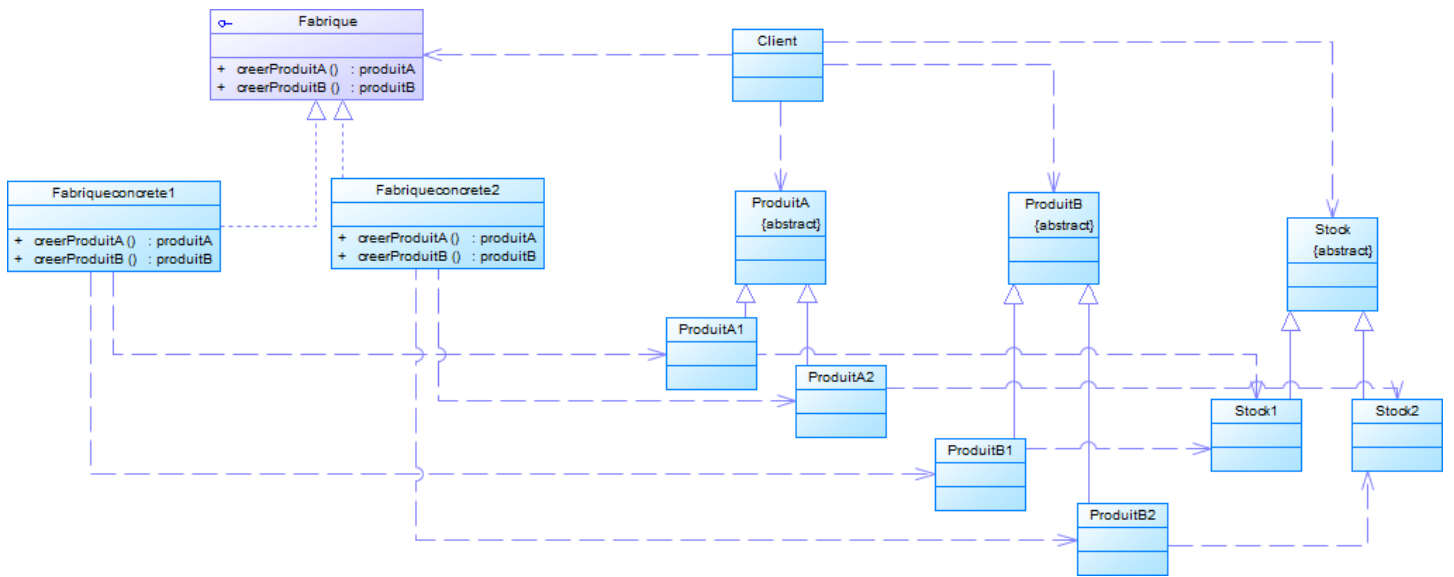 Fabrique
+ creerProduitA () : produitA
+ creerProduitB () : produitB
Client
Fabriqueconcrete1
+ creerProduitA () : produitA
+ creerProduitB () : produitB
Fabriqueconcrete2
+ creerProduitA () : produitA
+ creerProduitB () : produitB
ProduitA
{abstract}
ProduitB
{abstract}
Stock
{abstract}
ProduitA1
ProduitA2
Stock1
Stock2
ProduitB1
ProduitB2